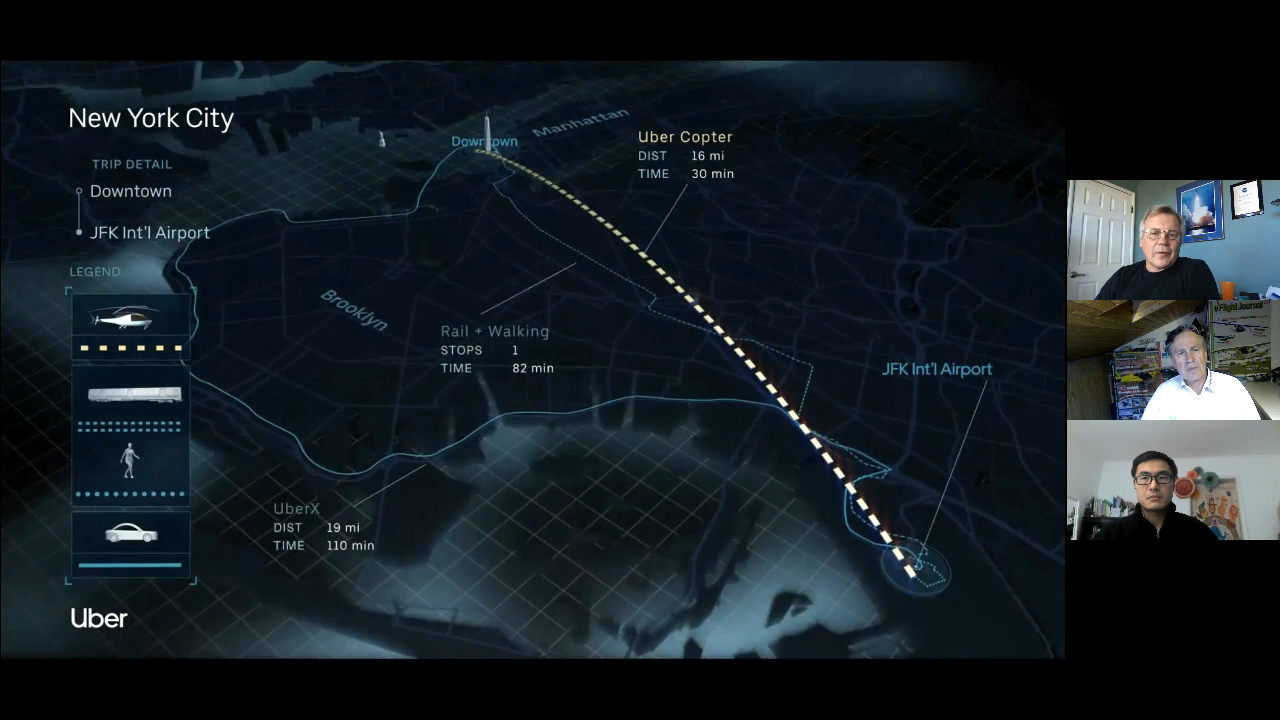 New York City
TRIP DETAIL
Downtown
JFK Int'l Airport
LEGEND
Uber
Downtown
Manhattan
Brooklyn
Uber Copter
DIST 16 mi
TIME 30 min
Rail + Walking
STOPS 1
TIME 82 min
UberX
DIST 19 mi
TIME 110 min
JFK Int'l Airport
eFlight Journal